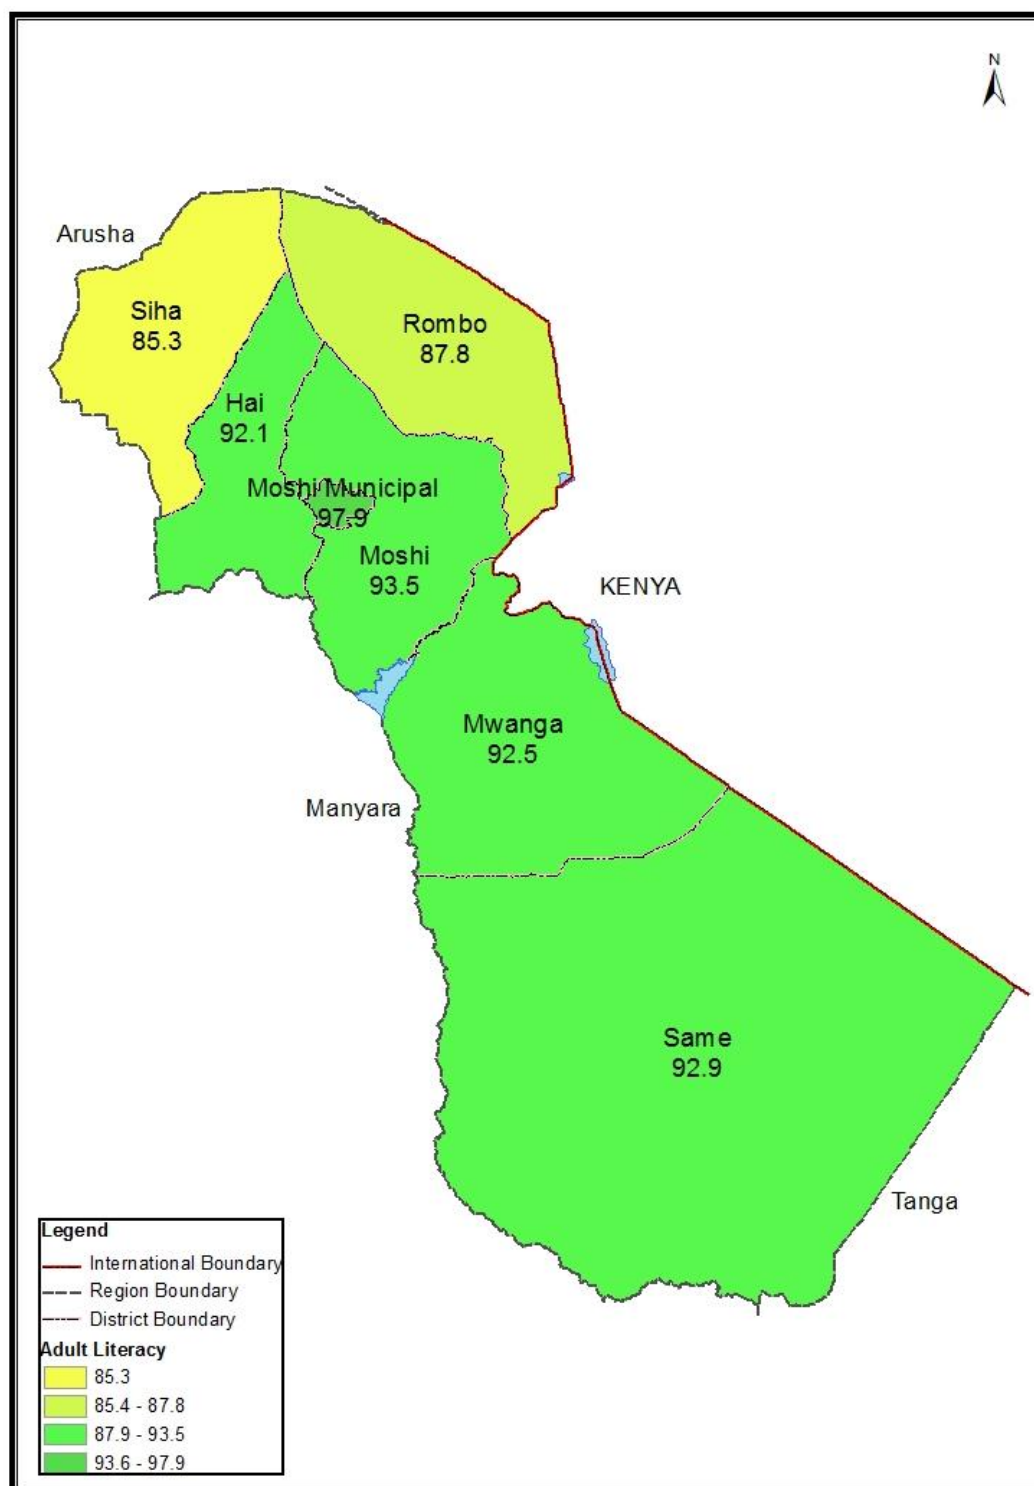 N
Arusha
Siha
85.3
Rombo
87.8
Hai
92.1
Moshi Municipal
97.9
Moshi
93.5
KENYA
Mwanga
92.5
Manyara
Same
92.9
Tanga
Legend
International Boundary
Region Boundary
District Boundary
Adult Literacy
85.3
85.4 - 87.8
87.9 - 93.5
93.6 - 97.9